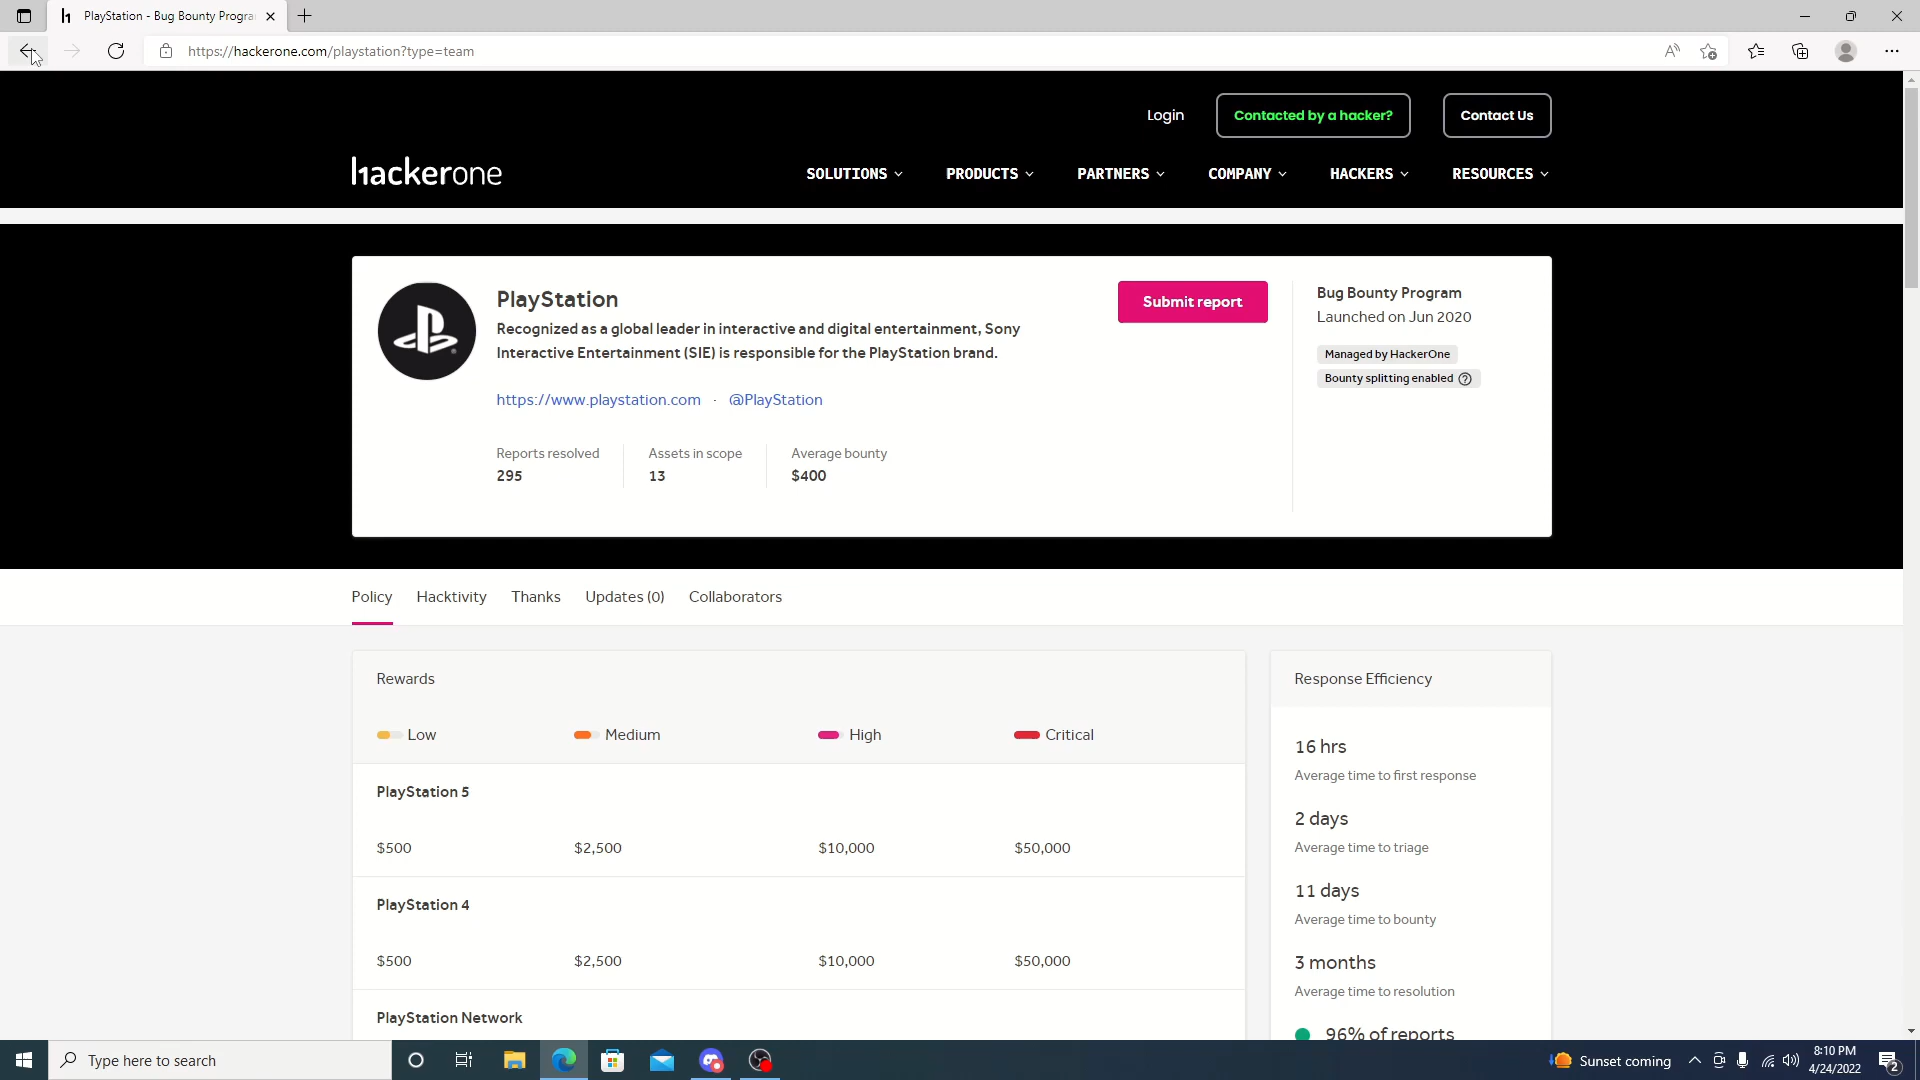 PlayStation - Bug Bounty Progra
https://hackerone.com/playstation?type=team
Login
Contacted by a hacker?
Contact Us
hackerone
SOLUTIONS
PRODUCTS
PARTNERS
COMPANY
HACKERS
RESOURCES
PlayStation
Recognized as a global leader in interactive and digital entertainment, Sony
Interactive Entertainment (SIE) is responsible for the PlayStation brand.
https://www.playstation.com · @PlayStation
Submit report
Bug Bounty Program
Launched on Jun 2020
Managed by HackerOne
Bounty splitting enabled
Reports resolved
295
Assets in scope
13
Average bounty
$400
Policy
Hacktivity
Thanks
Updates (0)
Collaborators
Rewards
Low
Medium
High
Critical
PlayStation 5
$500
$2,500
$10,000
$50,000
PlayStation 4
$500
$2,500
$10,000
$50,000
PlayStation Network
Response Efficiency
16 hrs
Average time to first response
2 days
Average time to triage
11 days
Average time to bounty
3 months
Average time to resolution
96% of reports
Type here to search
Sunset coming
8:10 PM
4/24/2022
2